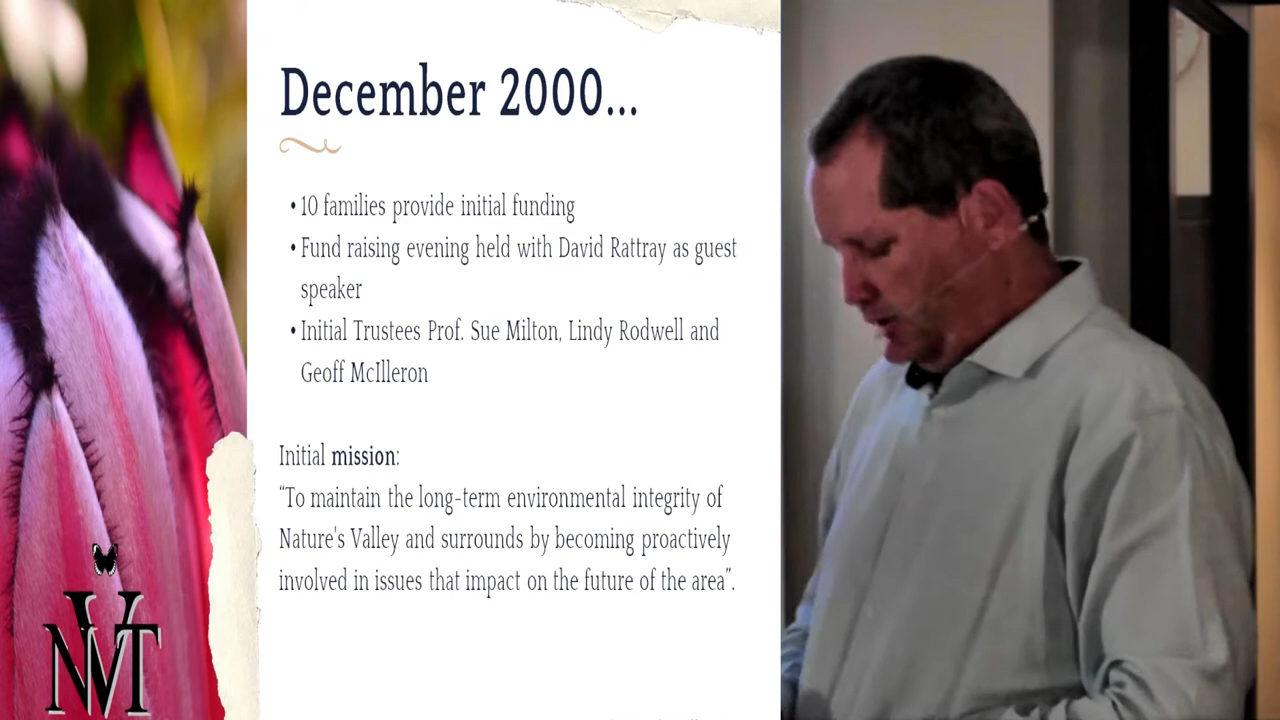 December 2000...
• 10 families provide initial funding
• Fund raising evening held with David Rattray as guest
speaker
• Initial Trustees Prof. Sue Milton, Lindy Rodwell and
Geoff McIlleron
Initial mission:
“To maintain the long-term environmental integrity of
Nature's Valley and surrounds by becoming proactively
involved in issues that impact on the future of the area”.
NVT